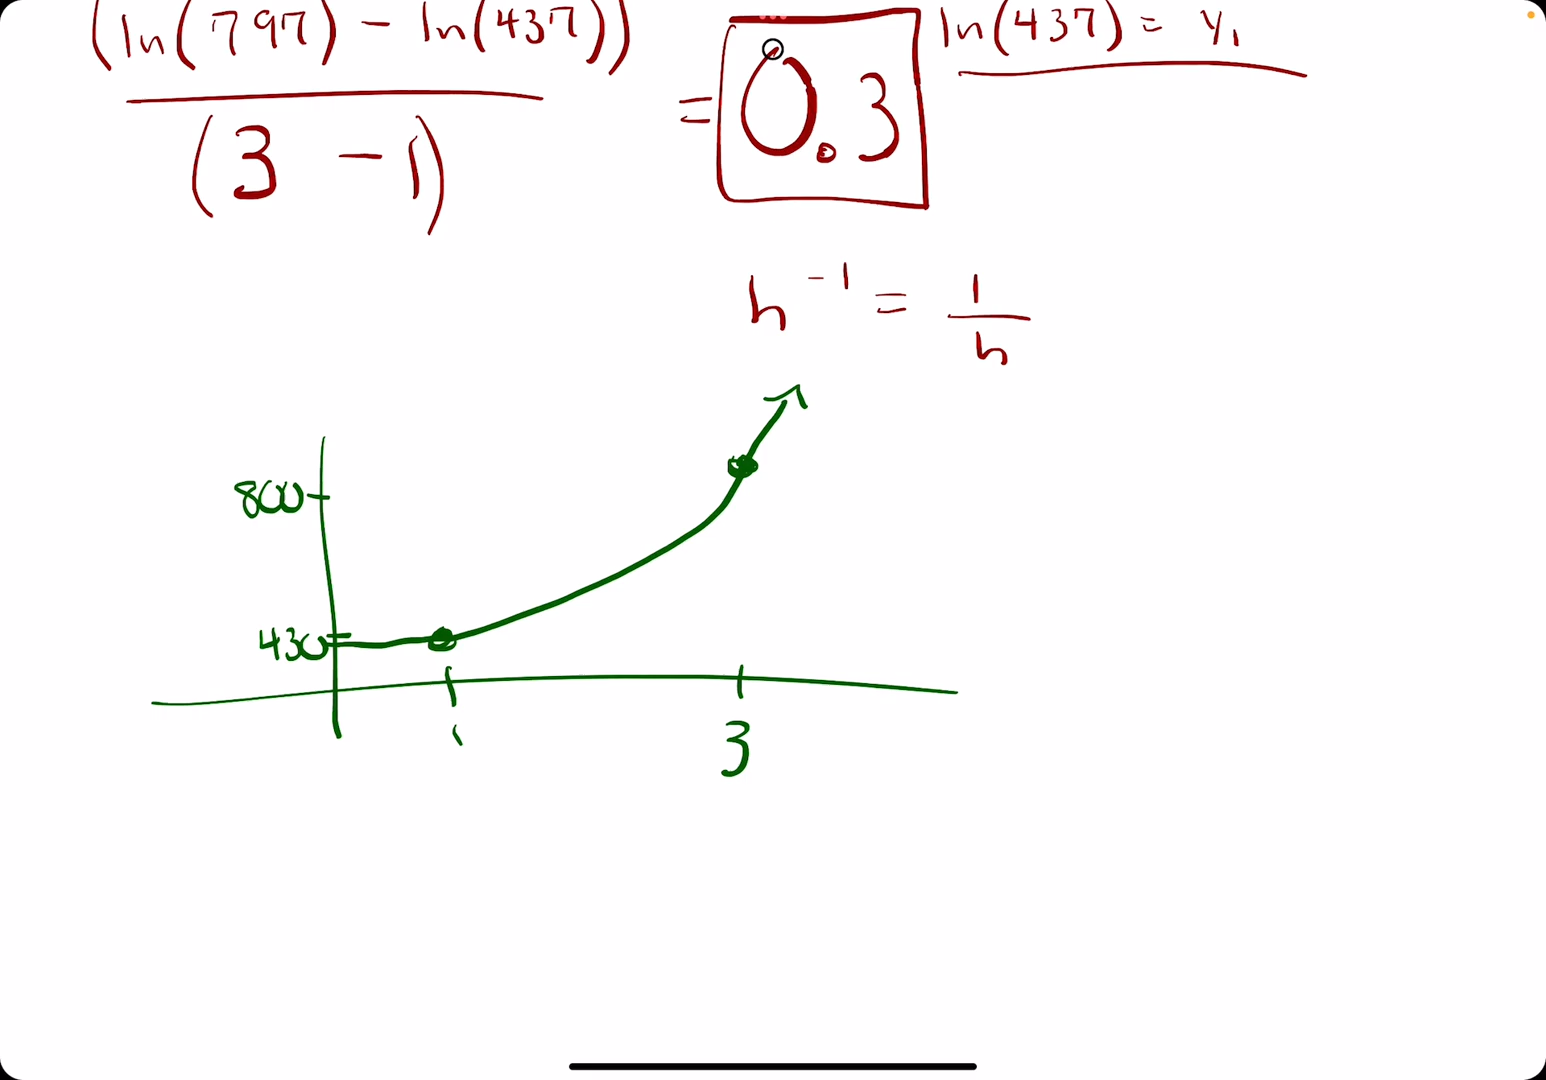 (ln(797) - ln(437))
(3 - 1)
= 0.3
ln(437) = y₁
h⁻¹ = 1/h
800
430
1
3